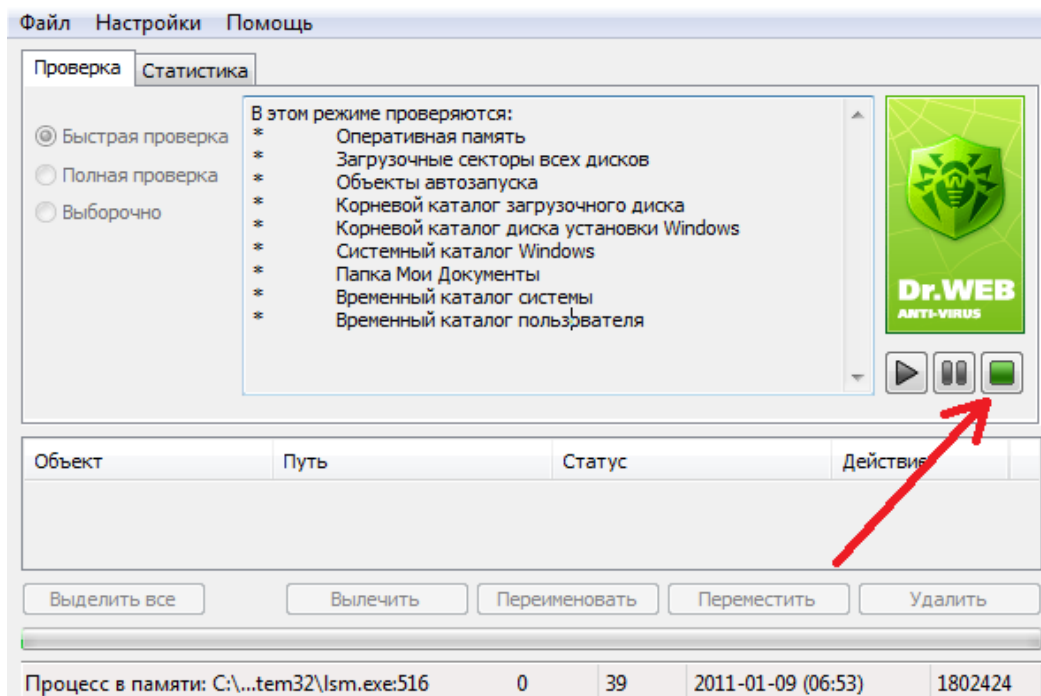 Файл Настройки Помощь
Проверка Статистика
Быстрая проверка
Полная проверка
Выборочно
В этом режиме проверяются:
* Оперативная память
* Загрузочные секторы всех дисков
* Объекты автозапуска
* Корневой каталог загрузочного диска
* Корневой каталог диска установки Windows
* Системный каталог Windows
* Папка Мои Документы
* Временный каталог системы
* Временный каталог пользователя
Dr.WEB
ANTI-VIRUS
Объект Путь Статус Действие
Выделить все Вылечить Переименовать Переместить Удалить
Процесс в памяти: C:\...tem32\lsm.exe:516 0 39 2011-01-09 (06:53) 1802424